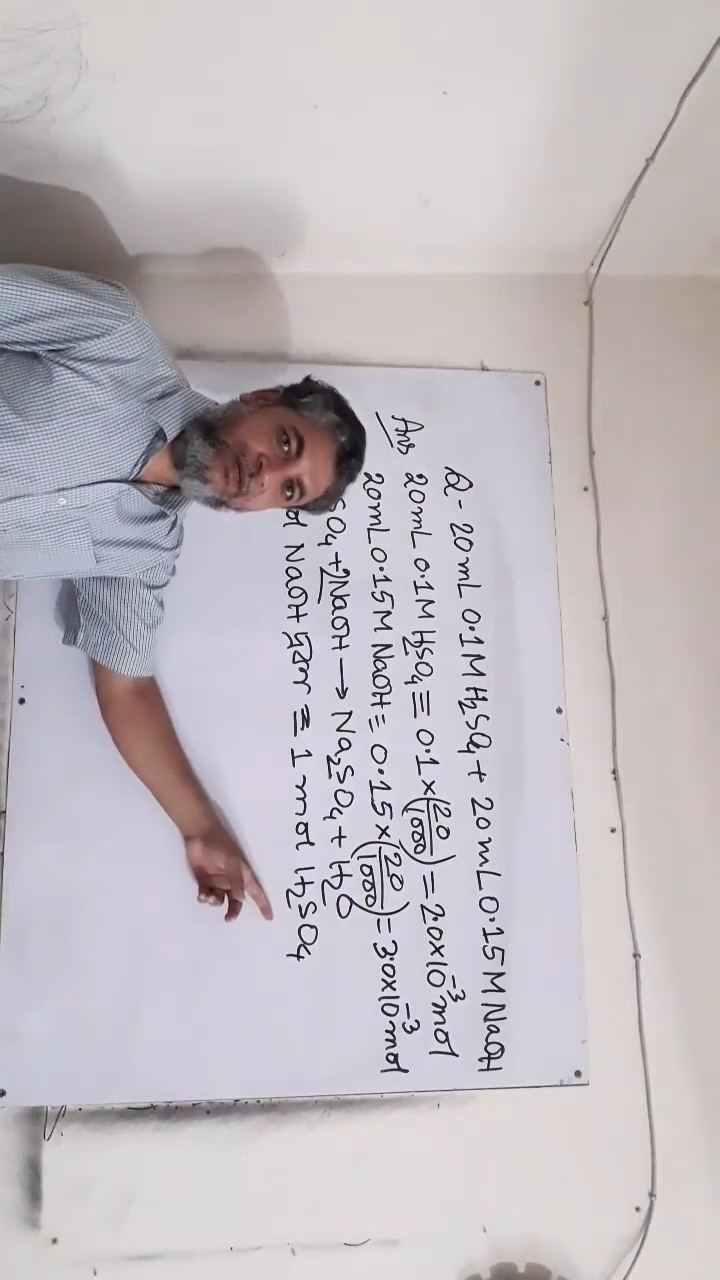 Q- 20mL 0.1M H₂SO₄ + 20mL 0.15M NaOH
Ans 20mL 0.1M H₂SO₄ ≡ 0.1×(20/1000) = 2.0×10⁻³ mol
20mL 0.15M NaOH ≡ 0.15×(20/1000) = 3.0×10⁻³ mol
SO₄ + 2NaOH → Na₂SO₄ + H₂O
NaOH ≡ 1 mol H₂SO₄